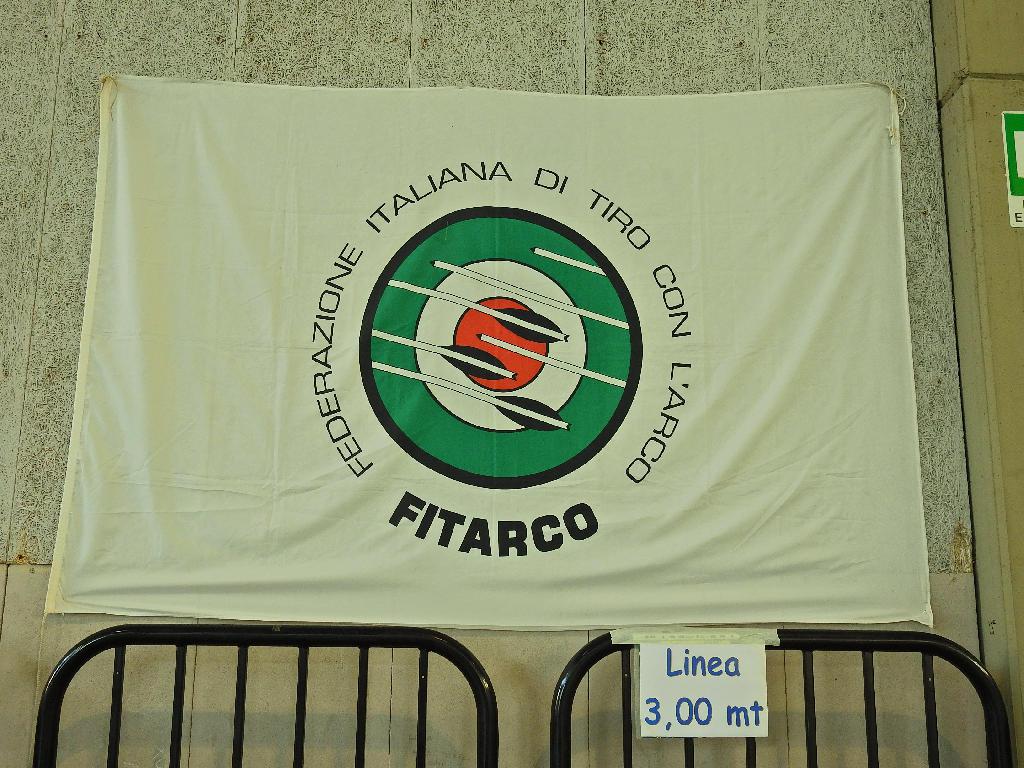 FEDERAZIONE ITALIANA DI TIRO CON L'ARCO
FITARCO
Linea
3,00 mt
E